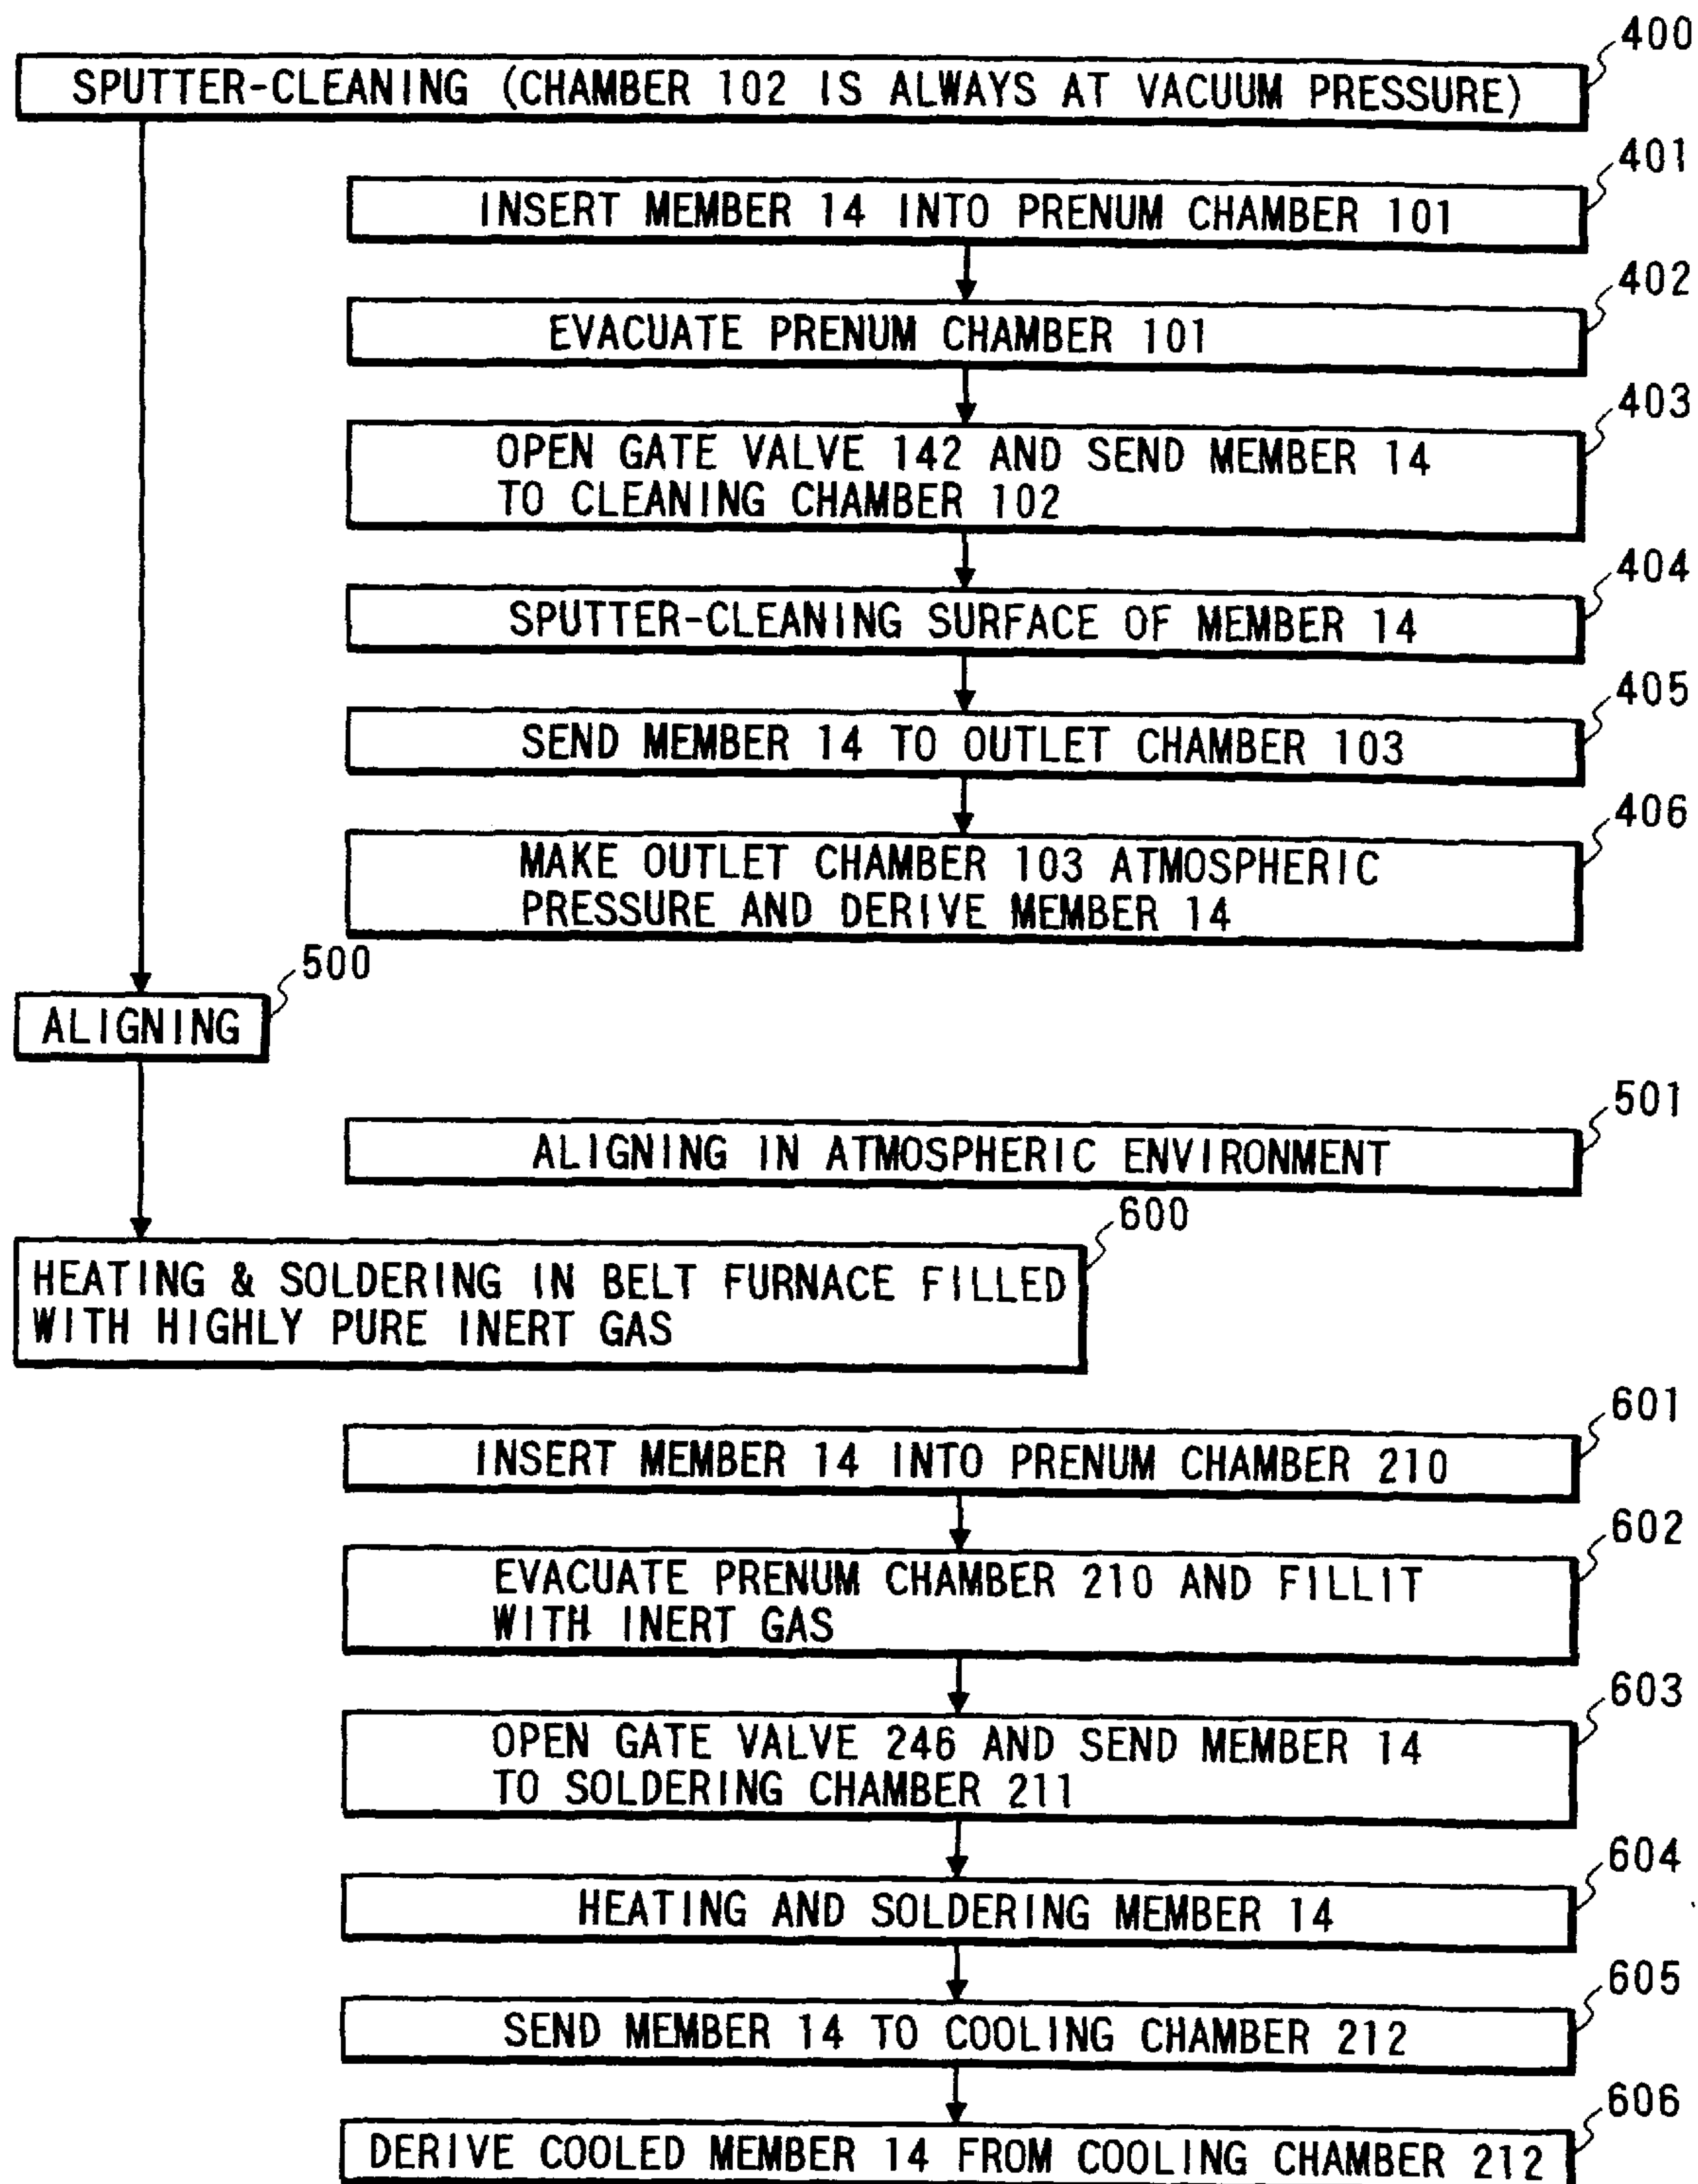 400
SPUTTER-CLEANING (CHAMBER 102 IS ALWAYS AT VACUUM PRESSURE)
401
INSERT MEMBER 14 INTO PRENUM CHAMBER 101
402
EVACUATE PRENUM CHAMBER 101
403
OPEN GATE VALVE 142 AND SEND MEMBER 14
TO CLEANING CHAMBER 102
404
SPUTTER-CLEANING SURFACE OF MEMBER 14
405
SEND MEMBER 14 TO OUTLET CHAMBER 103
406
MAKE OUTLET CHAMBER 103 ATMOSPHERIC
PRESSURE AND DERIVE MEMBER 14
500
ALIGNING
501
ALIGNING IN ATMOSPHERIC ENVIRONMENT
600
HEATING & SOLDERING IN BELT FURNACE FILLED
WITH HIGHLY PURE INERT GAS
601
INSERT MEMBER 14 INTO PRENUM CHAMBER 210
602
EVACUATE PRENUM CHAMBER 210 AND FILLIT
WITH INERT GAS
603
OPEN GATE VALVE 246 AND SEND MEMBER 14
TO SOLDERING CHAMBER 211
604
HEATING AND SOLDERING MEMBER 14
605
SEND MEMBER 14 TO COOLING CHAMBER 212
606
DERIVE COOLED MEMBER 14 FROM COOLING CHAMBER 212